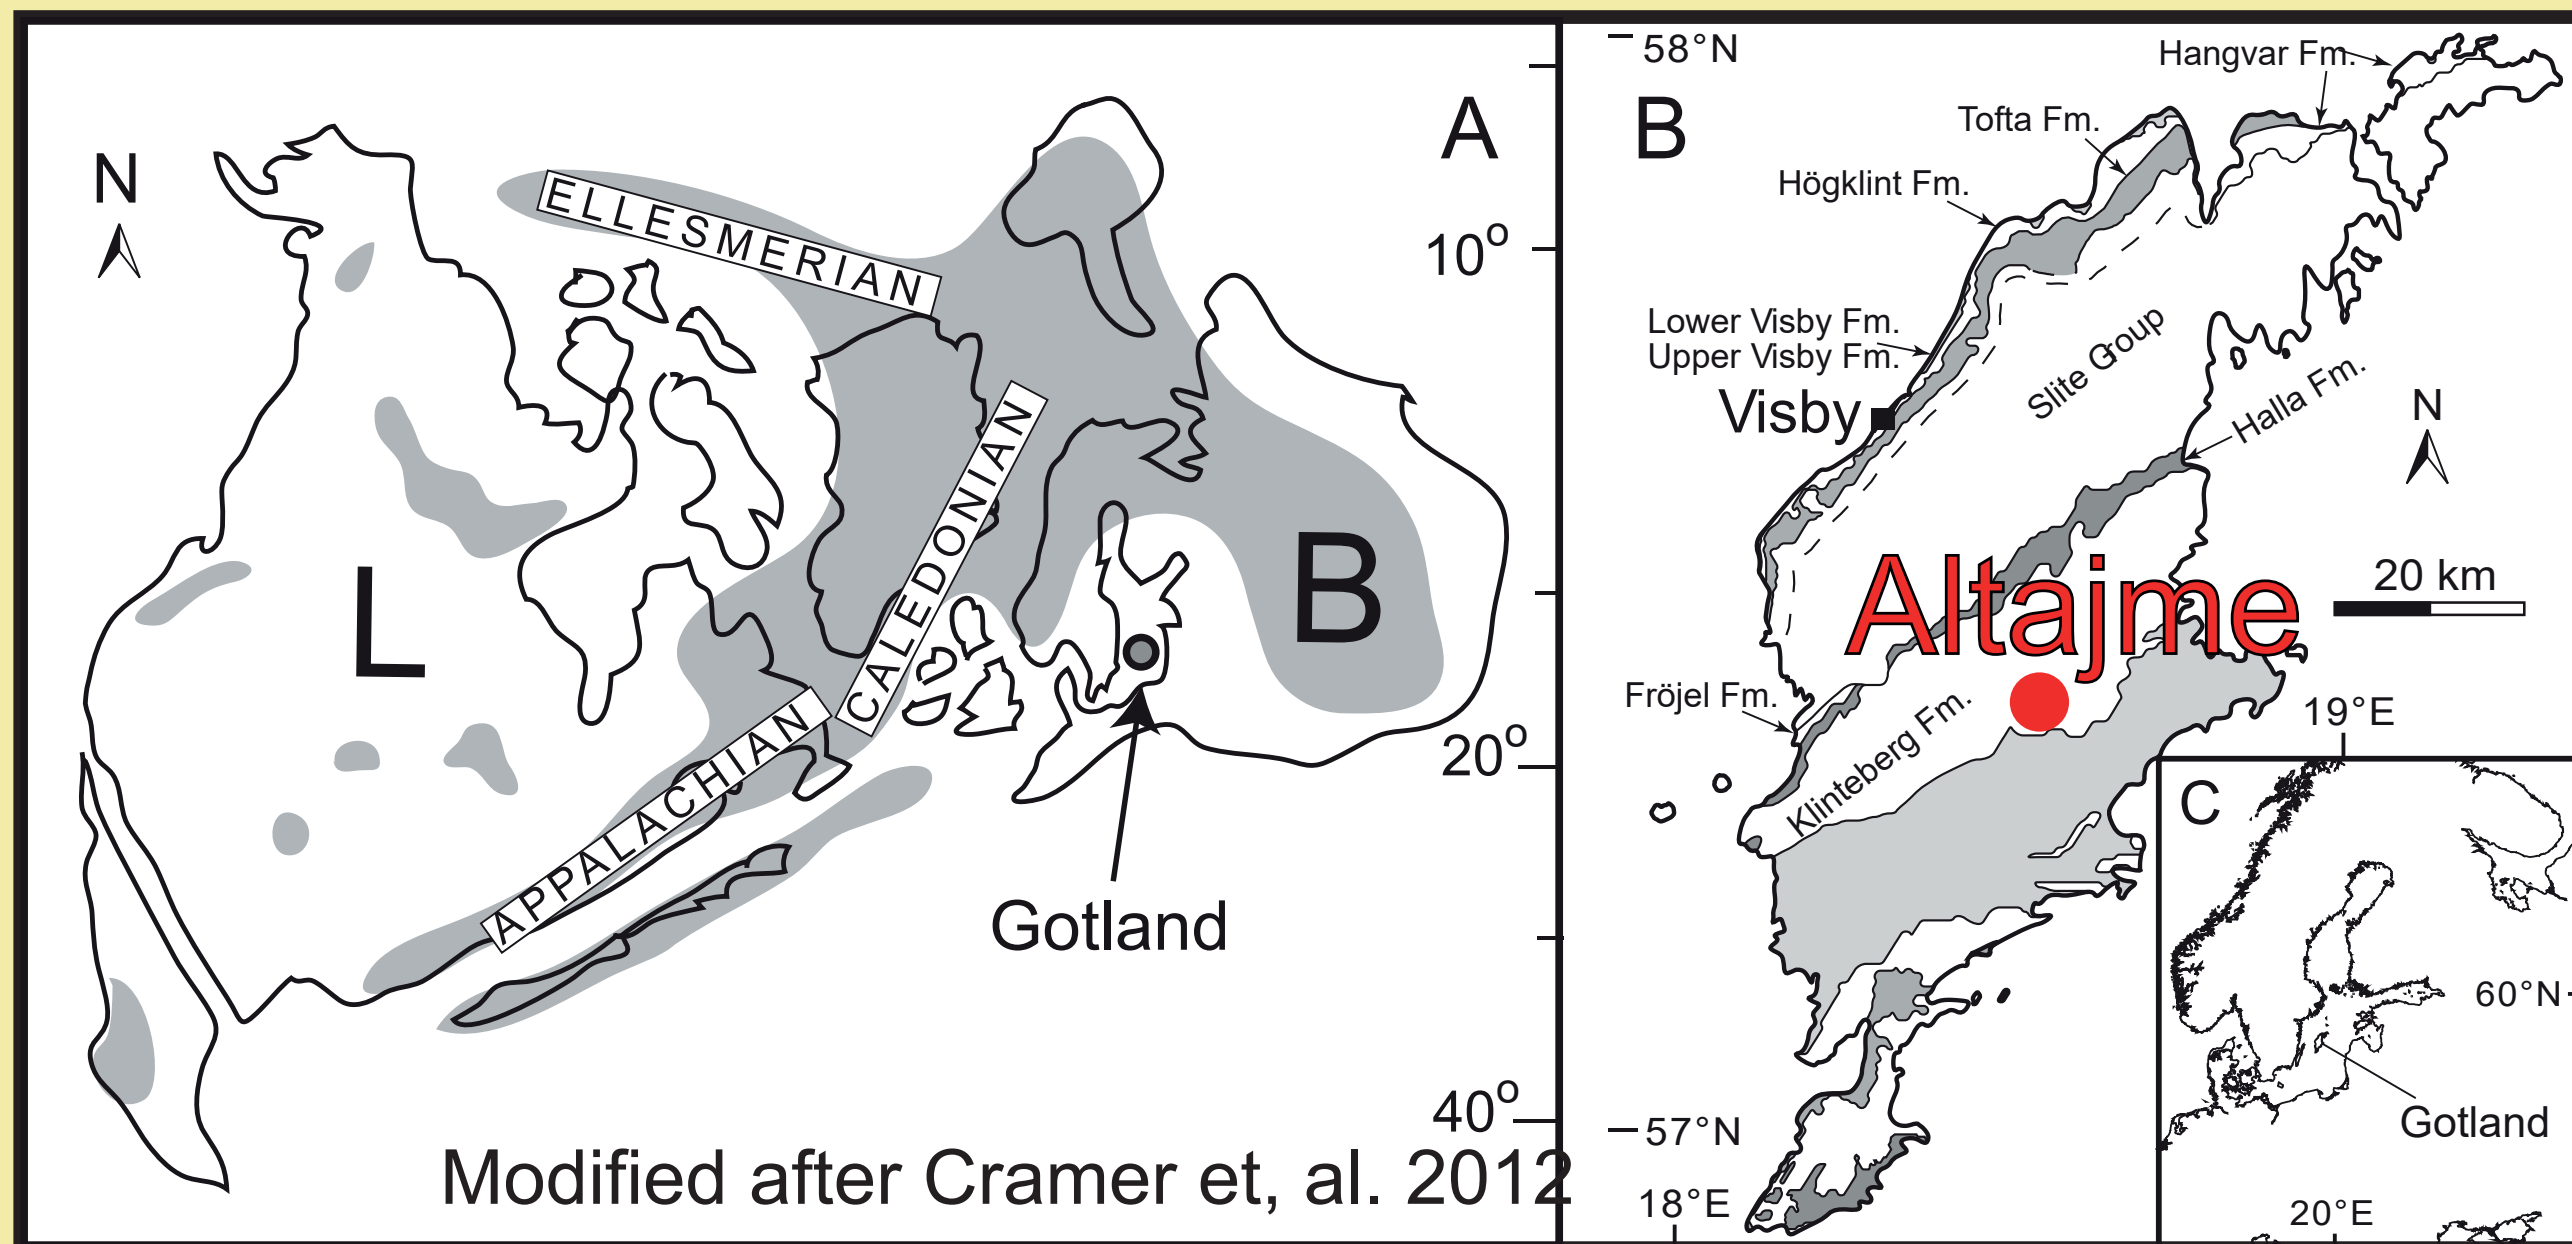 A
N
ELLESMERIAN
10°
CALEDONIAN
L
B
APPALACHIAN
20°
Gotland
40°
Modified after Cramer et, al. 2012
58°N
B
Hangvar Fm.
Tofta Fm.
Högklint Fm.
Lower Visby Fm.
Upper Visby Fm.
Visby
Slite Group
Halla Fm.
N
20 km
Altajme
Fröjel Fm.
Klinteberg Fm.
19°E
57°N
18°E
C
60°N
Gotland
20°E